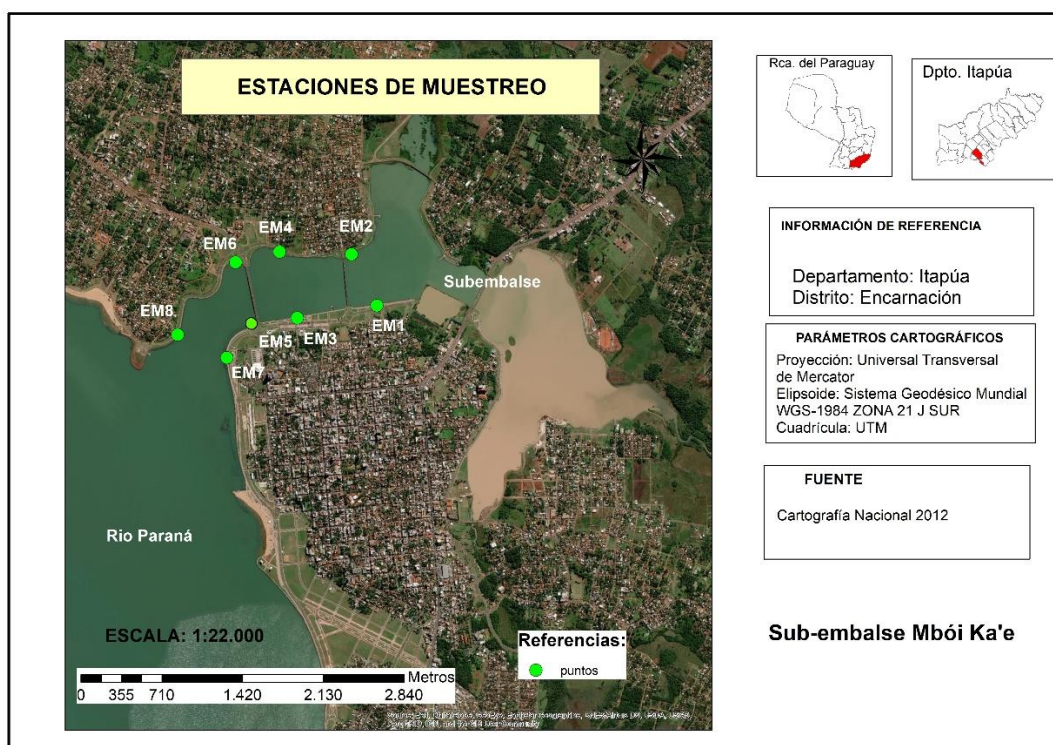 ESTACIONES DE MUESTREO
EM4
EM2
EM6
Subembalse
EM8
EM1
EM5
EM3
EM7
Rio Paraná
ESCALA: 1:22.000
Metros
0 355 710 1.420 2.130 2.840
Referencias:
puntos
Rca. del Paraguay
Dpto. Itapúa
INFORMACIÓN DE REFERENCIA
Departamento: Itapúa
Distrito: Encarnación
PARÁMETROS CARTOGRÁFICOS
Proyección: Universal Transversal
de Mercator
Elipsoide: Sistema Geodésico Mundial
WGS-1984 ZONA 21 J SUR
Cuadrícula: UTM
FUENTE
Cartografía Nacional 2012
Sub-embalse Mbói Ka'e